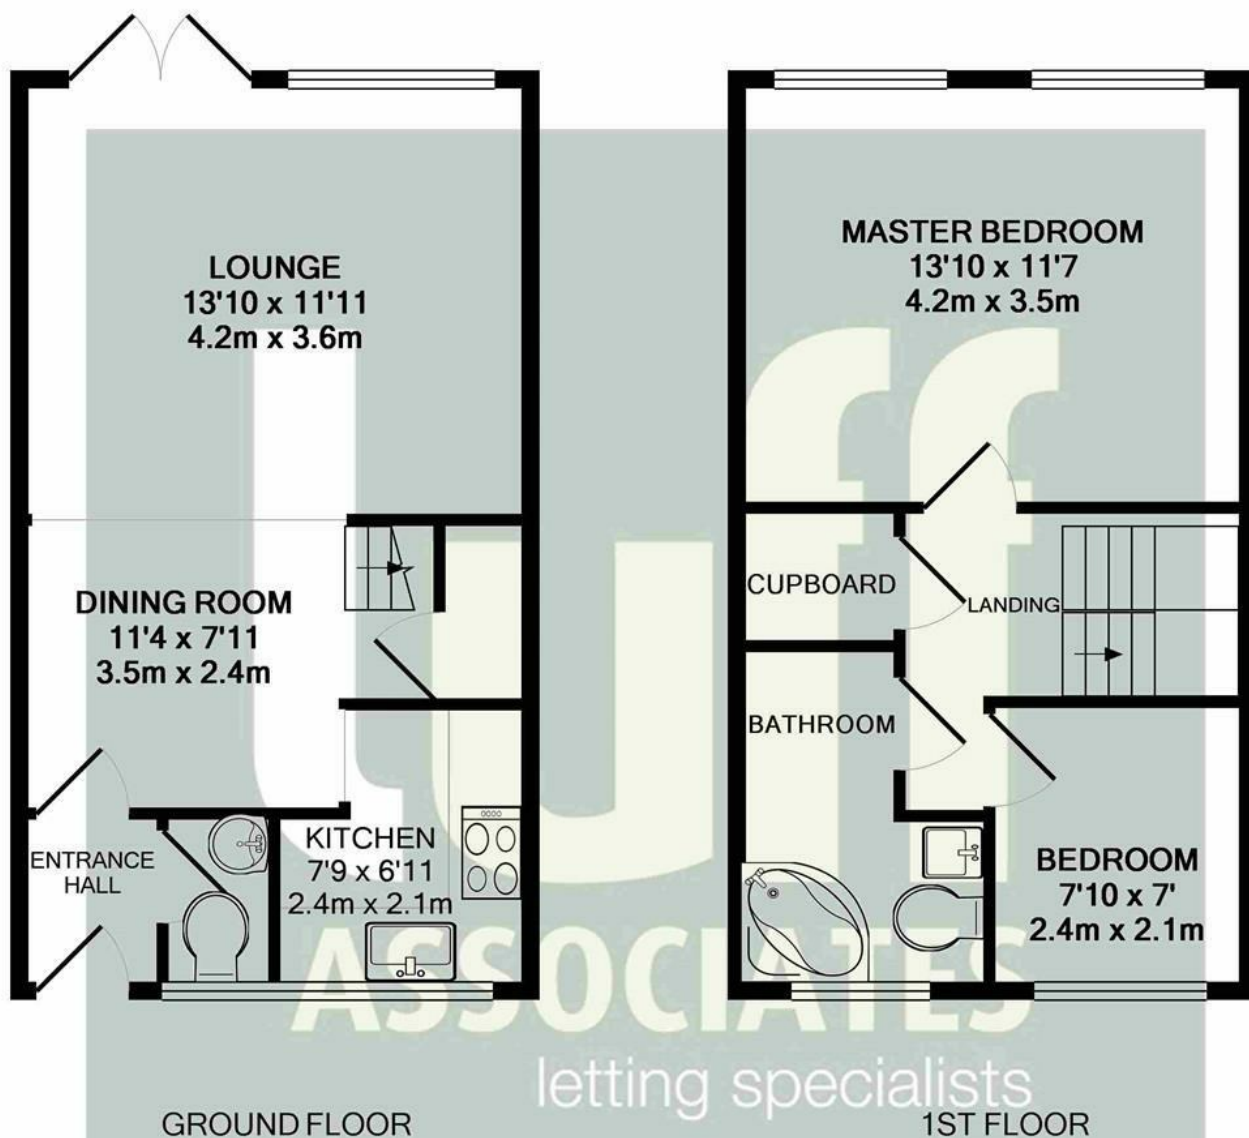 LOUNGE
13'10 x 11'11
4.2m x 3.6m
DINING ROOM
11'4 x 7'11
3.5m x 2.4m
KITCHEN
7'9 x 6'11
2.4m x 2.1m
ENTRANCE
HALL
GROUND FLOOR
MASTER BEDROOM
13'10 x 11'7
4.2m x 3.5m
CUPBOARD
LANDING
BATHROOM
BEDROOM
7'10 x 7'
2.4m x 2.1m
1ST FLOOR
luff
ASSOCIATES
letting specialists